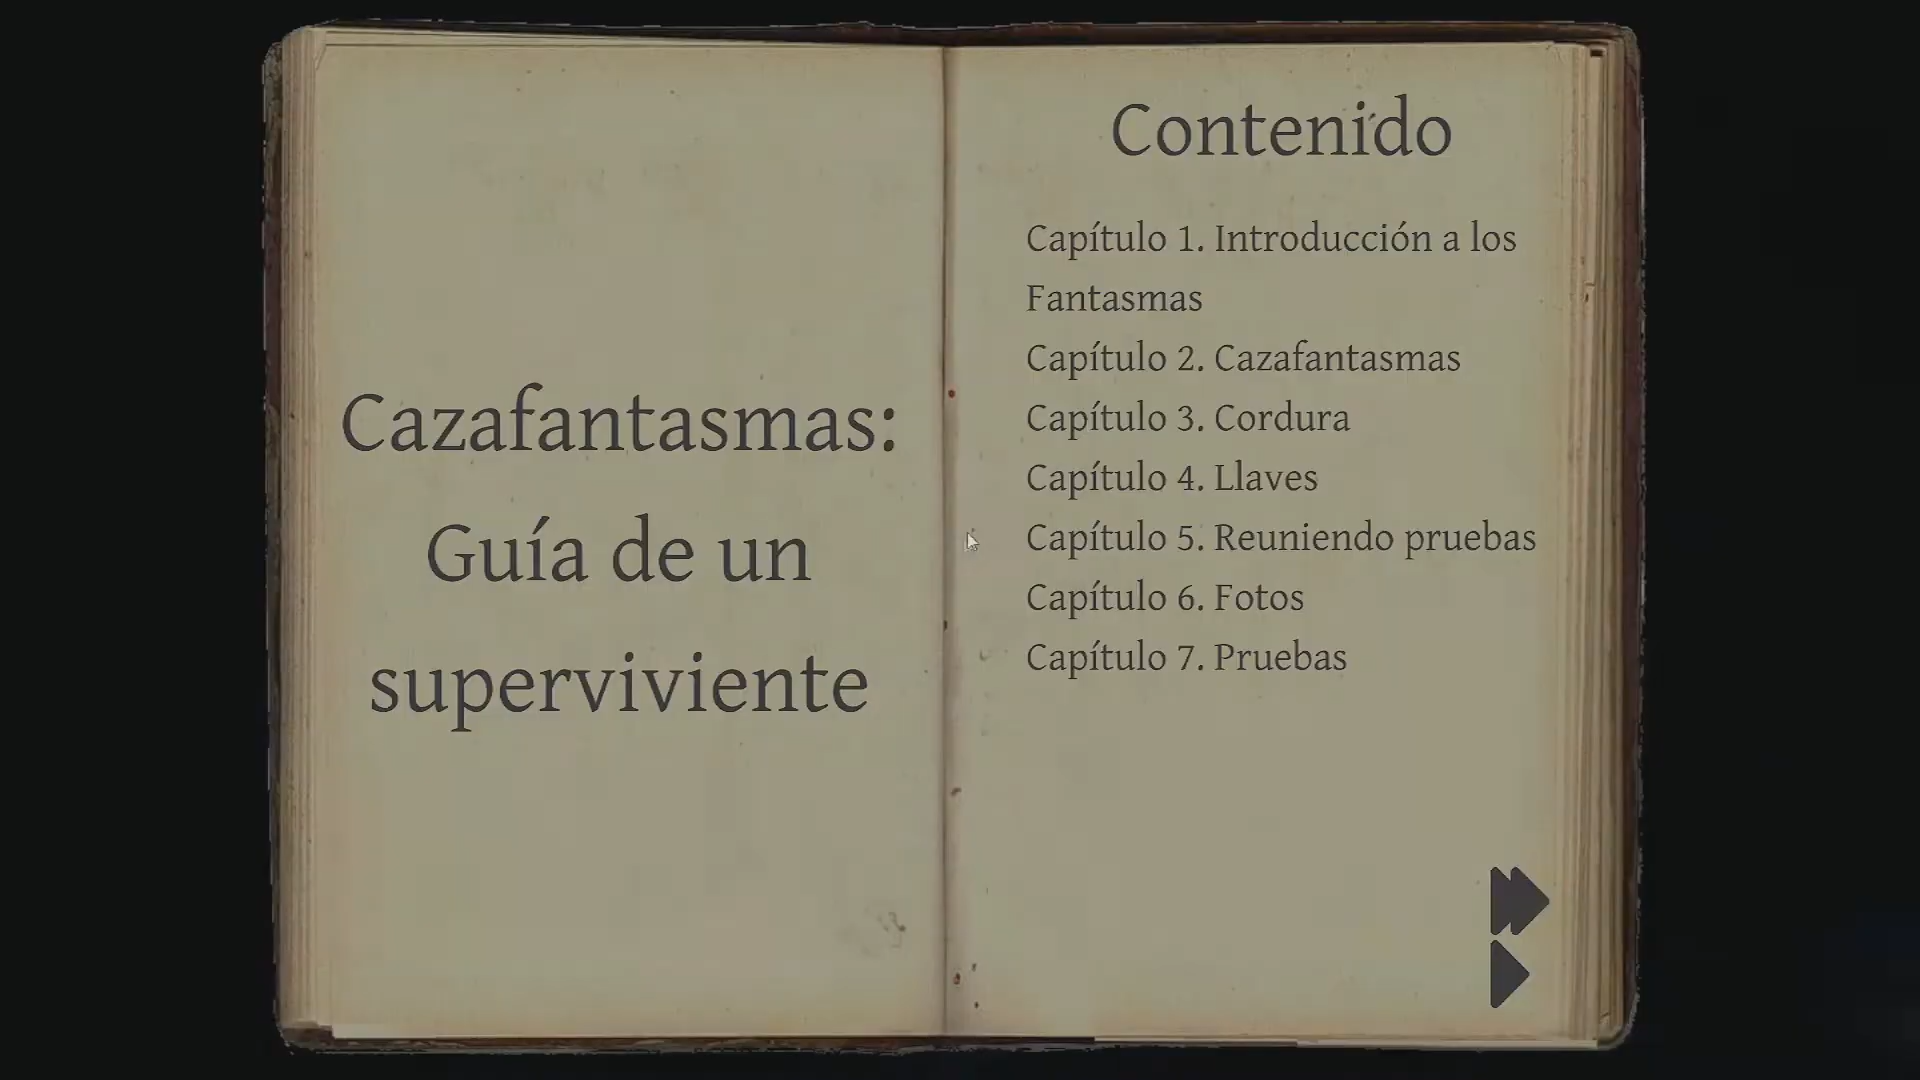 Cazafantasmas:
Guía de un
superviviente
Contenido
Capítulo 1. Introducción a los
Fantasmas
Capítulo 2. Cazafantasmas
Capítulo 3. Cordura
Capítulo 4. Llaves
Capítulo 5. Reuniendo pruebas
Capítulo 6. Fotos
Capítulo 7. Pruebas